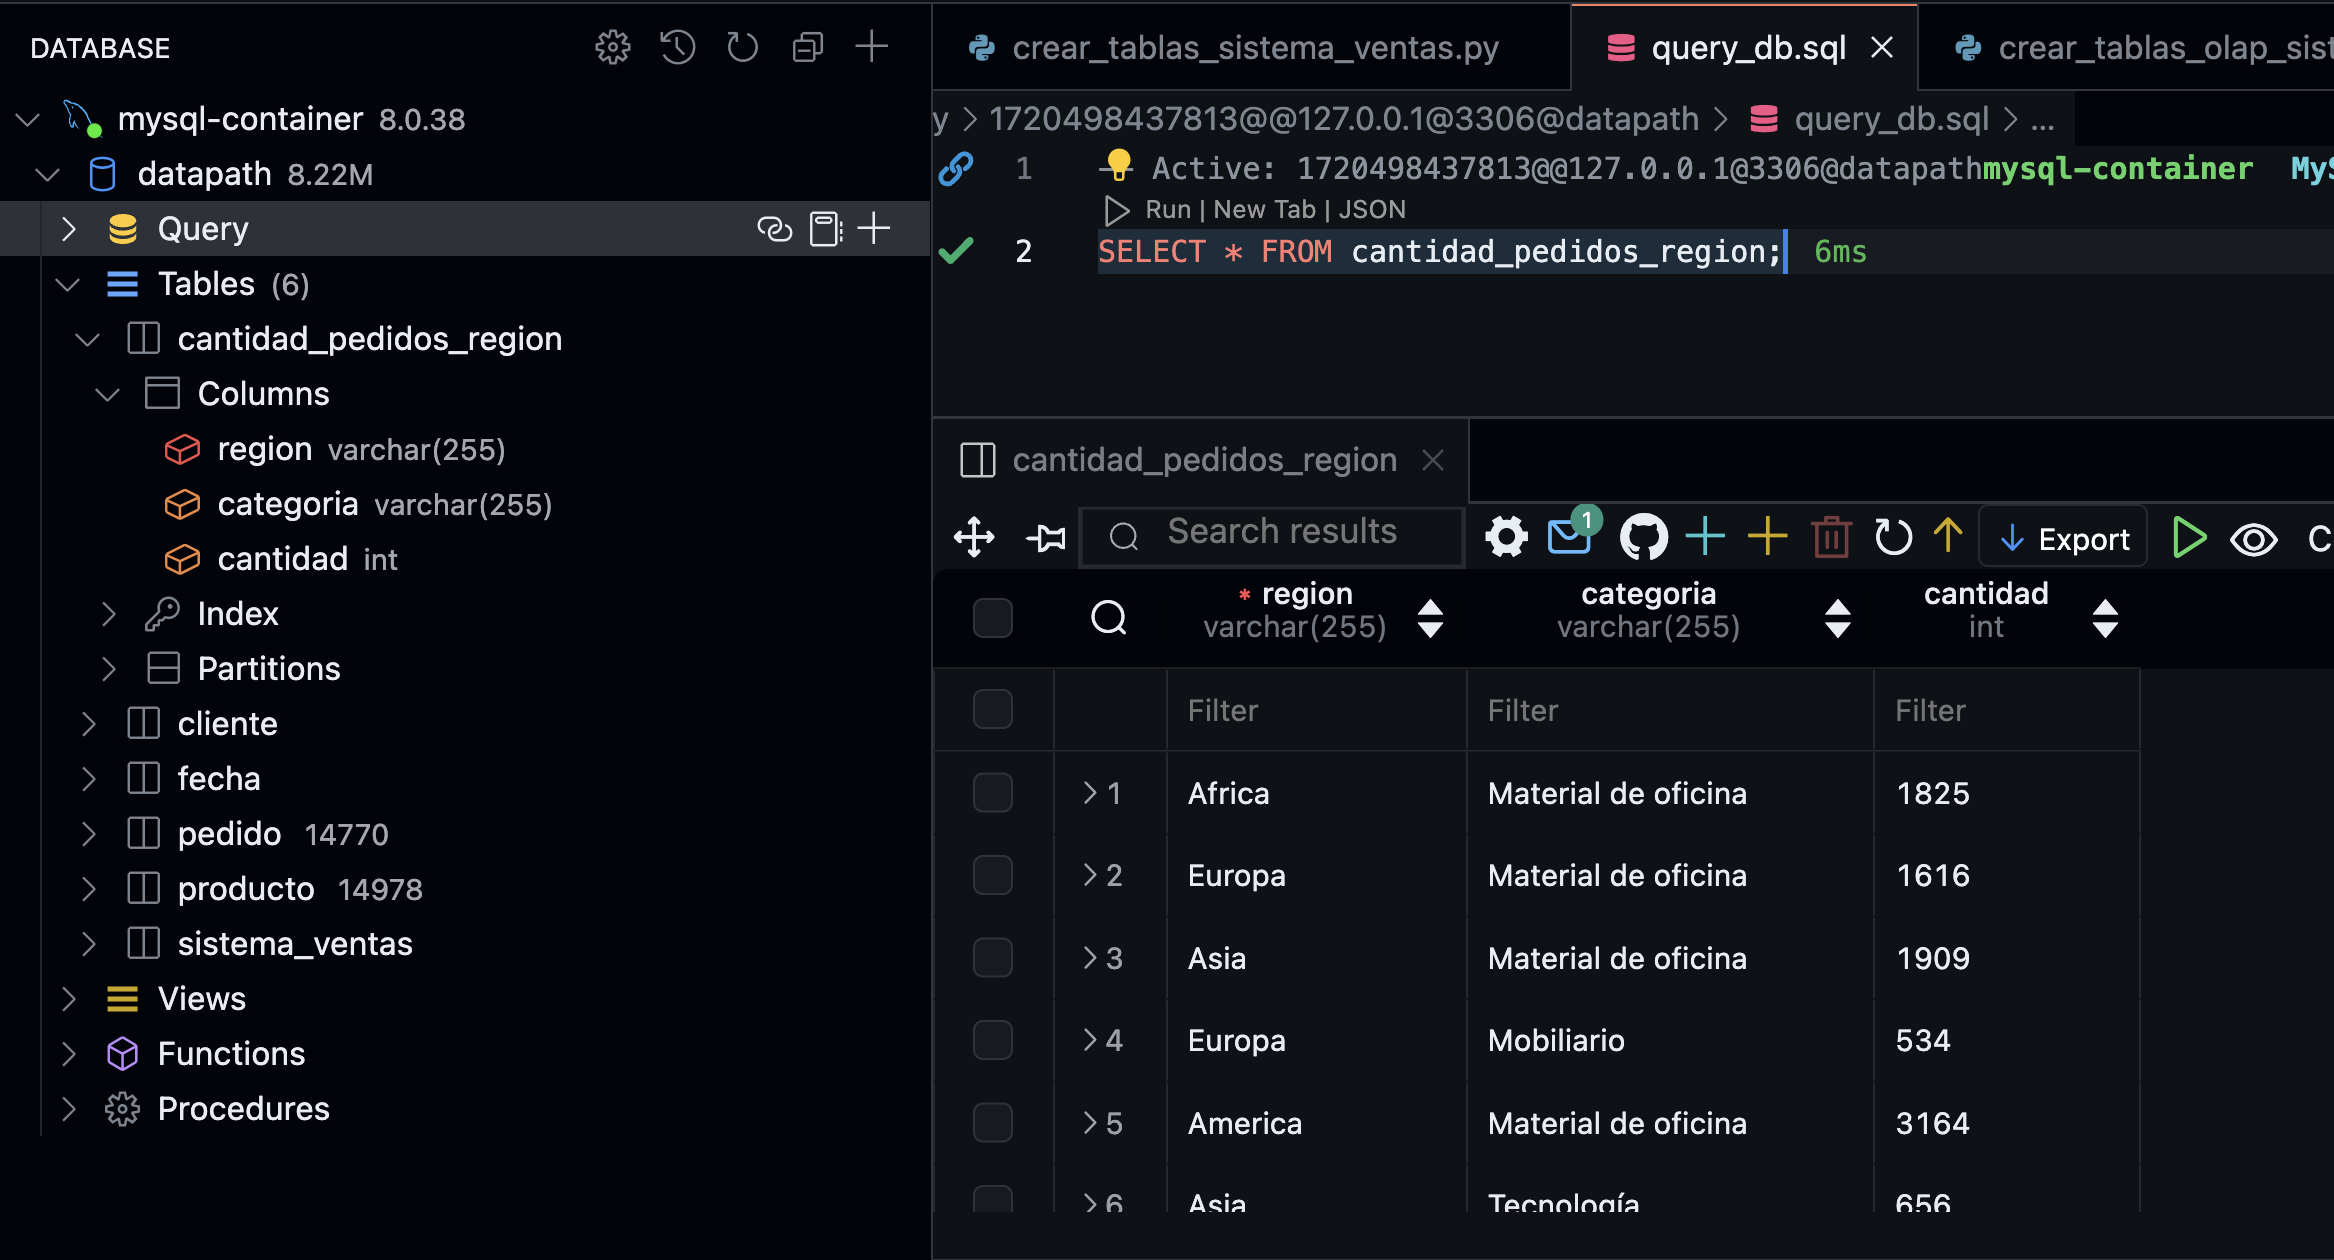 DATABASE
mysql-container 8.0.38
datapath 8.22M
Query
Tables (6)
cantidad_pedidos_region
Columns
region varchar(255)
categoria varchar(255)
cantidad int
Index
Partitions
cliente
fecha
pedido 14770
producto 14978
sistema_ventas
Views
Functions
Procedures
crear_tablas_sistema_ventas.py
query_db.sql
crear_tablas_olap_sist
y > 1720498437813@@127.0.0.1@3306@datapath > query_db.sql > ...
1 Active: 1720498437813@@127.0.0.1@3306@datapathmysql-container MyS
Run | New Tab | JSON
2 SELECT * FROM cantidad_pedidos_region; 6ms
cantidad_pedidos_region
Search results 1 Export C
* region categoria cantidad
varchar(255) varchar(255) int
Filter Filter Filter
1 Africa Material de oficina 1825
2 Europa Material de oficina 1616
3 Asia Material de oficina 1909
4 Europa Mobiliario 534
5 America Material de oficina 3164
6 Asia Tecnología 656